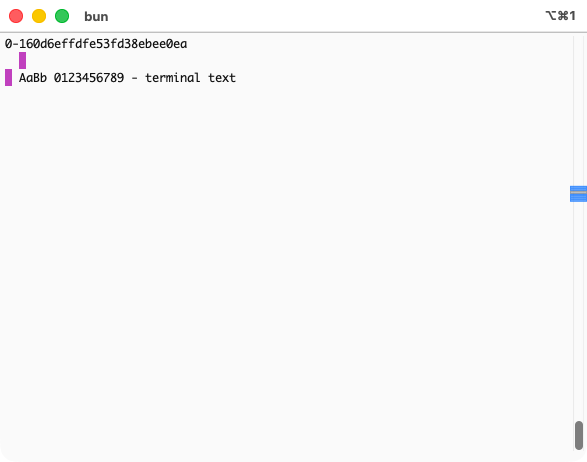 bun
⌥⌘1
0-160d6effdfe53fd38ebee0ea
AaBb 0123456789 - terminal text